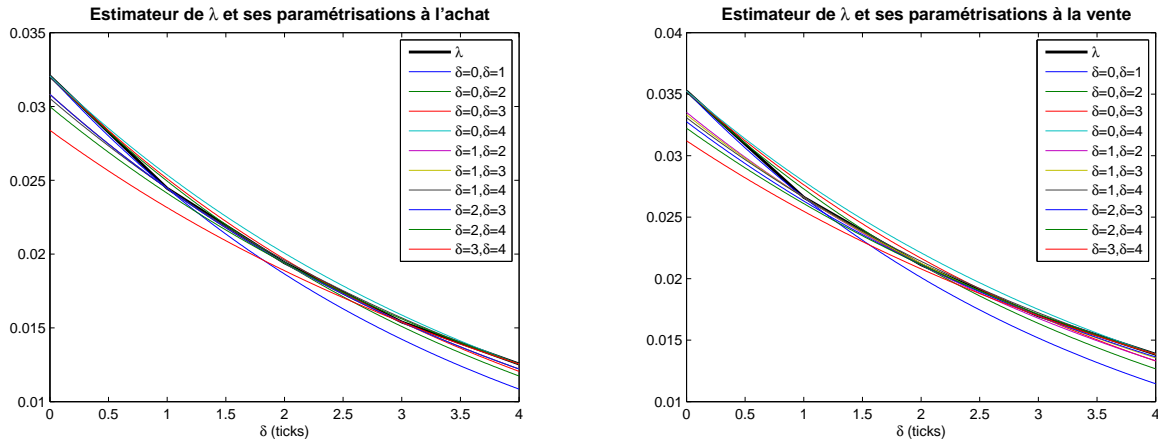 Estimateur de λ et ses paramétrisations à l'achat
0.035
0.03
0.025
0.02
0.015
0.01
0 0.5 1 1.5 2 2.5 3 3.5 4
δ (ticks)
λ
δ=0,δ=1
δ=0,δ=2
δ=0,δ=3
δ=0,δ=4
δ=1,δ=2
δ=1,δ=3
δ=1,δ=4
δ=2,δ=3
δ=2,δ=4
δ=3,δ=4
Estimateur de λ et ses paramétrisations à la vente
0.04
0.035
0.03
0.025
0.02
0.015
0.01
0 0.5 1 1.5 2 2.5 3 3.5 4
δ (ticks)
λ
δ=0,δ=1
δ=0,δ=2
δ=0,δ=3
δ=0,δ=4
δ=1,δ=2
δ=1,δ=3
δ=1,δ=4
δ=2,δ=3
δ=2,δ=4
δ=3,δ=4